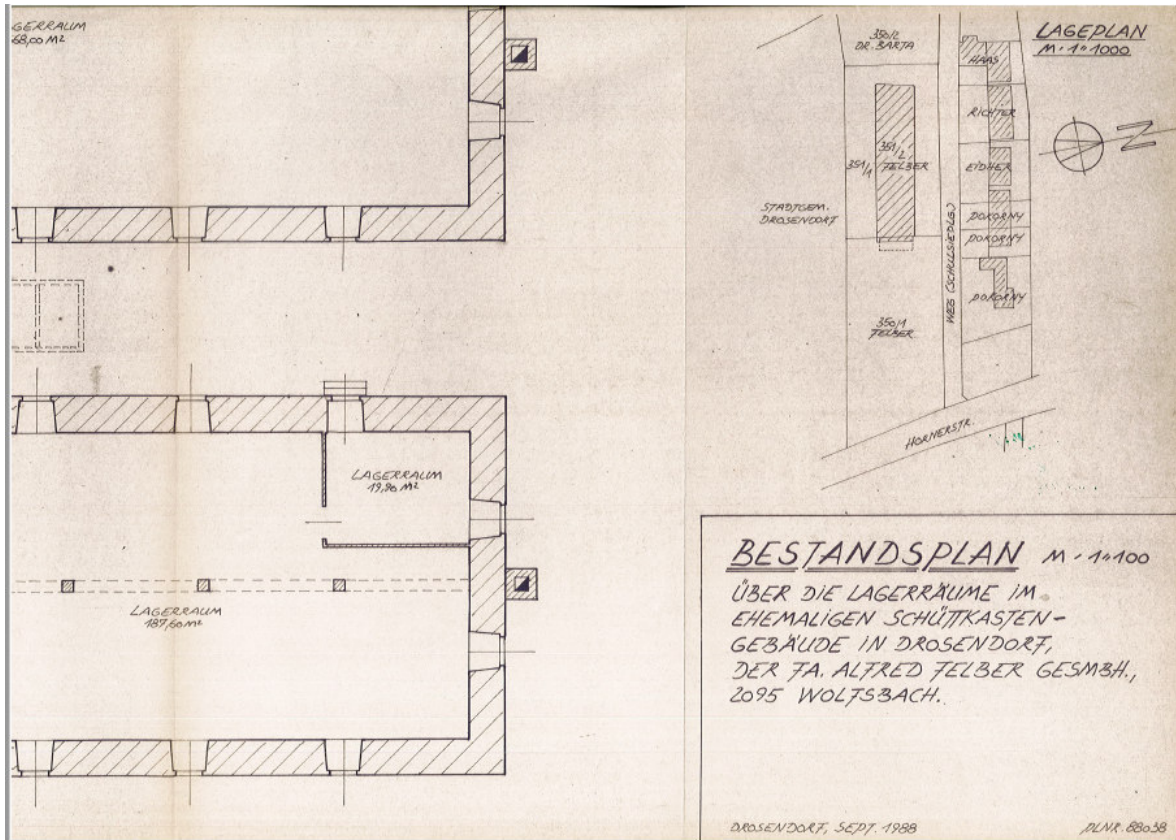 GERRAUM
68,00 M²
LAGERRAUM
19,90 M²
LAGERRAUM
187,60 M²
LAGEPLAN
M · 1:1000
350/2
DR. BARTA
HAAS
RICHTER
351/1
351/2
FELBER
EIDHER
N
STADTGEM.
DROSENDORF
POKORNY
POKORNY
POKORNY
WEG (SCHULSIEDLG.)
350/1
FELBER
HORNERSTR.
BESTANDSPLAN M · 1:100
ÜBER DIE LAGERRÄUME IM
EHEMALIGEN SCHÜTTKASTEN-
GEBÄUDE IN DROSENDORF,
DER FA. ALFRED FELBER GESMBH.,
2095 WOLFSBACH.
DROSENDORF, SEPT. 1988
PLNR. 88038